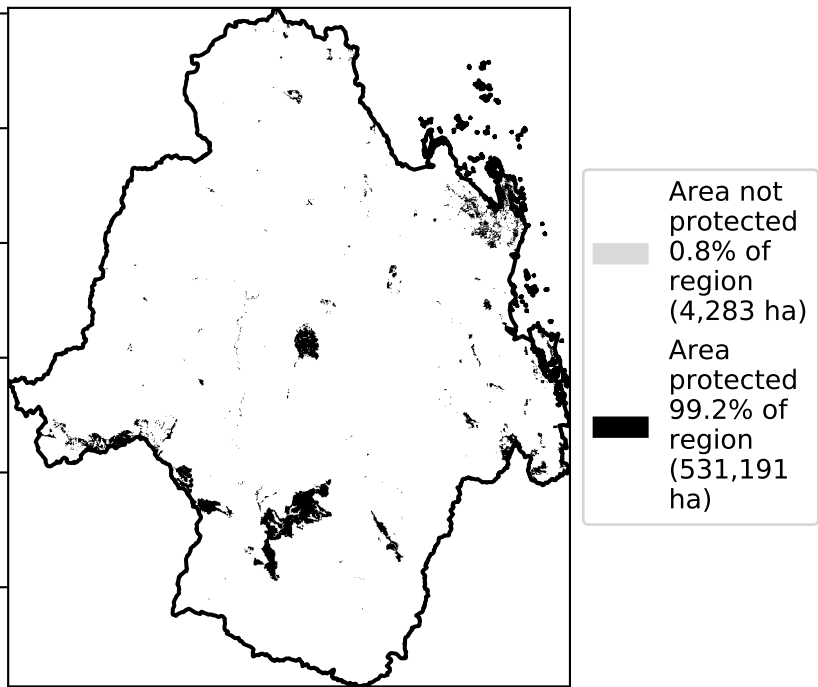 Area not
protected
0.8% of
region
(4,283 ha)
Area
protected
99.2% of
region
(531,191
ha)